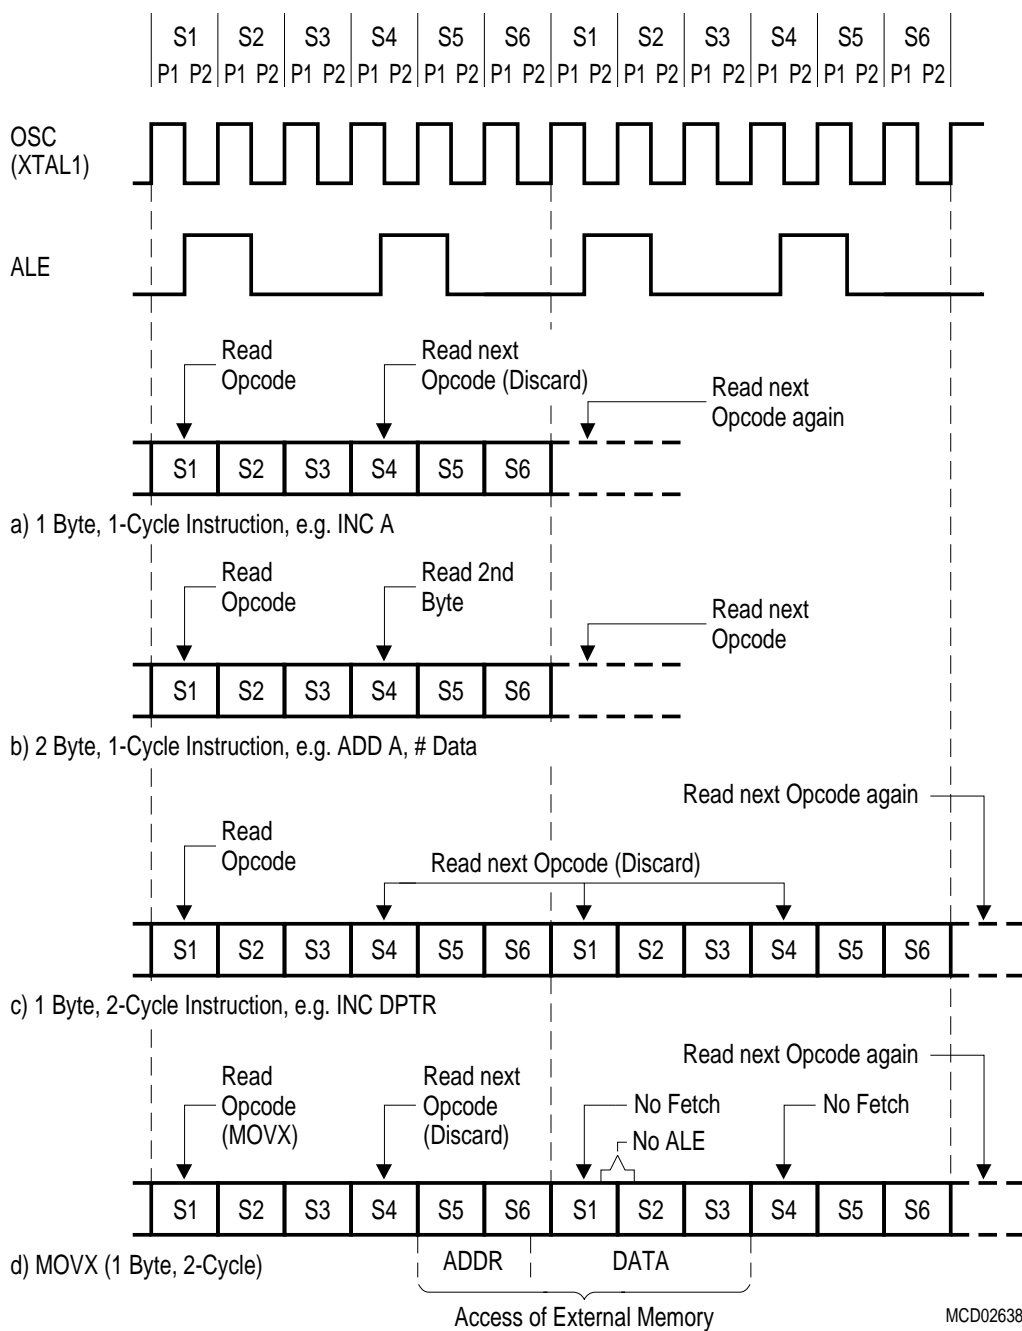 S1 S2 S3 S4 S5 S6 S1 S2 S3 S4 S5 S6
P1 P2 P1 P2 P1 P2 P1 P2 P1 P2 P1 P2 P1 P2 P1 P2 P1 P2 P1 P2 P1 P2 P1 P2
OSC
(XTAL1)
ALE
Read
Opcode
Read next
Opcode (Discard)
Read next
Opcode again
S1 S2 S3 S4 S5 S6
a) 1 Byte, 1-Cycle Instruction, e.g. INC A
Read
Opcode
Read 2nd
Byte
Read next
Opcode
S1 S2 S3 S4 S5 S6
b) 2 Byte, 1-Cycle Instruction, e.g. ADD A, # Data
Read next Opcode again
Read
Opcode
Read next Opcode (Discard)
S1 S2 S3 S4 S5 S6 S1 S2 S3 S4 S5 S6
c) 1 Byte, 2-Cycle Instruction, e.g. INC DPTR
Read next Opcode again
Read
Opcode
(MOVX)
Read next
Opcode
(Discard)
No Fetch
No ALE
No Fetch
S1 S2 S3 S4 S5 S6 S1 S2 S3 S4 S5 S6
d) MOVX (1 Byte, 2-Cycle)
ADDR
DATA
Access of External Memory
MCD02638